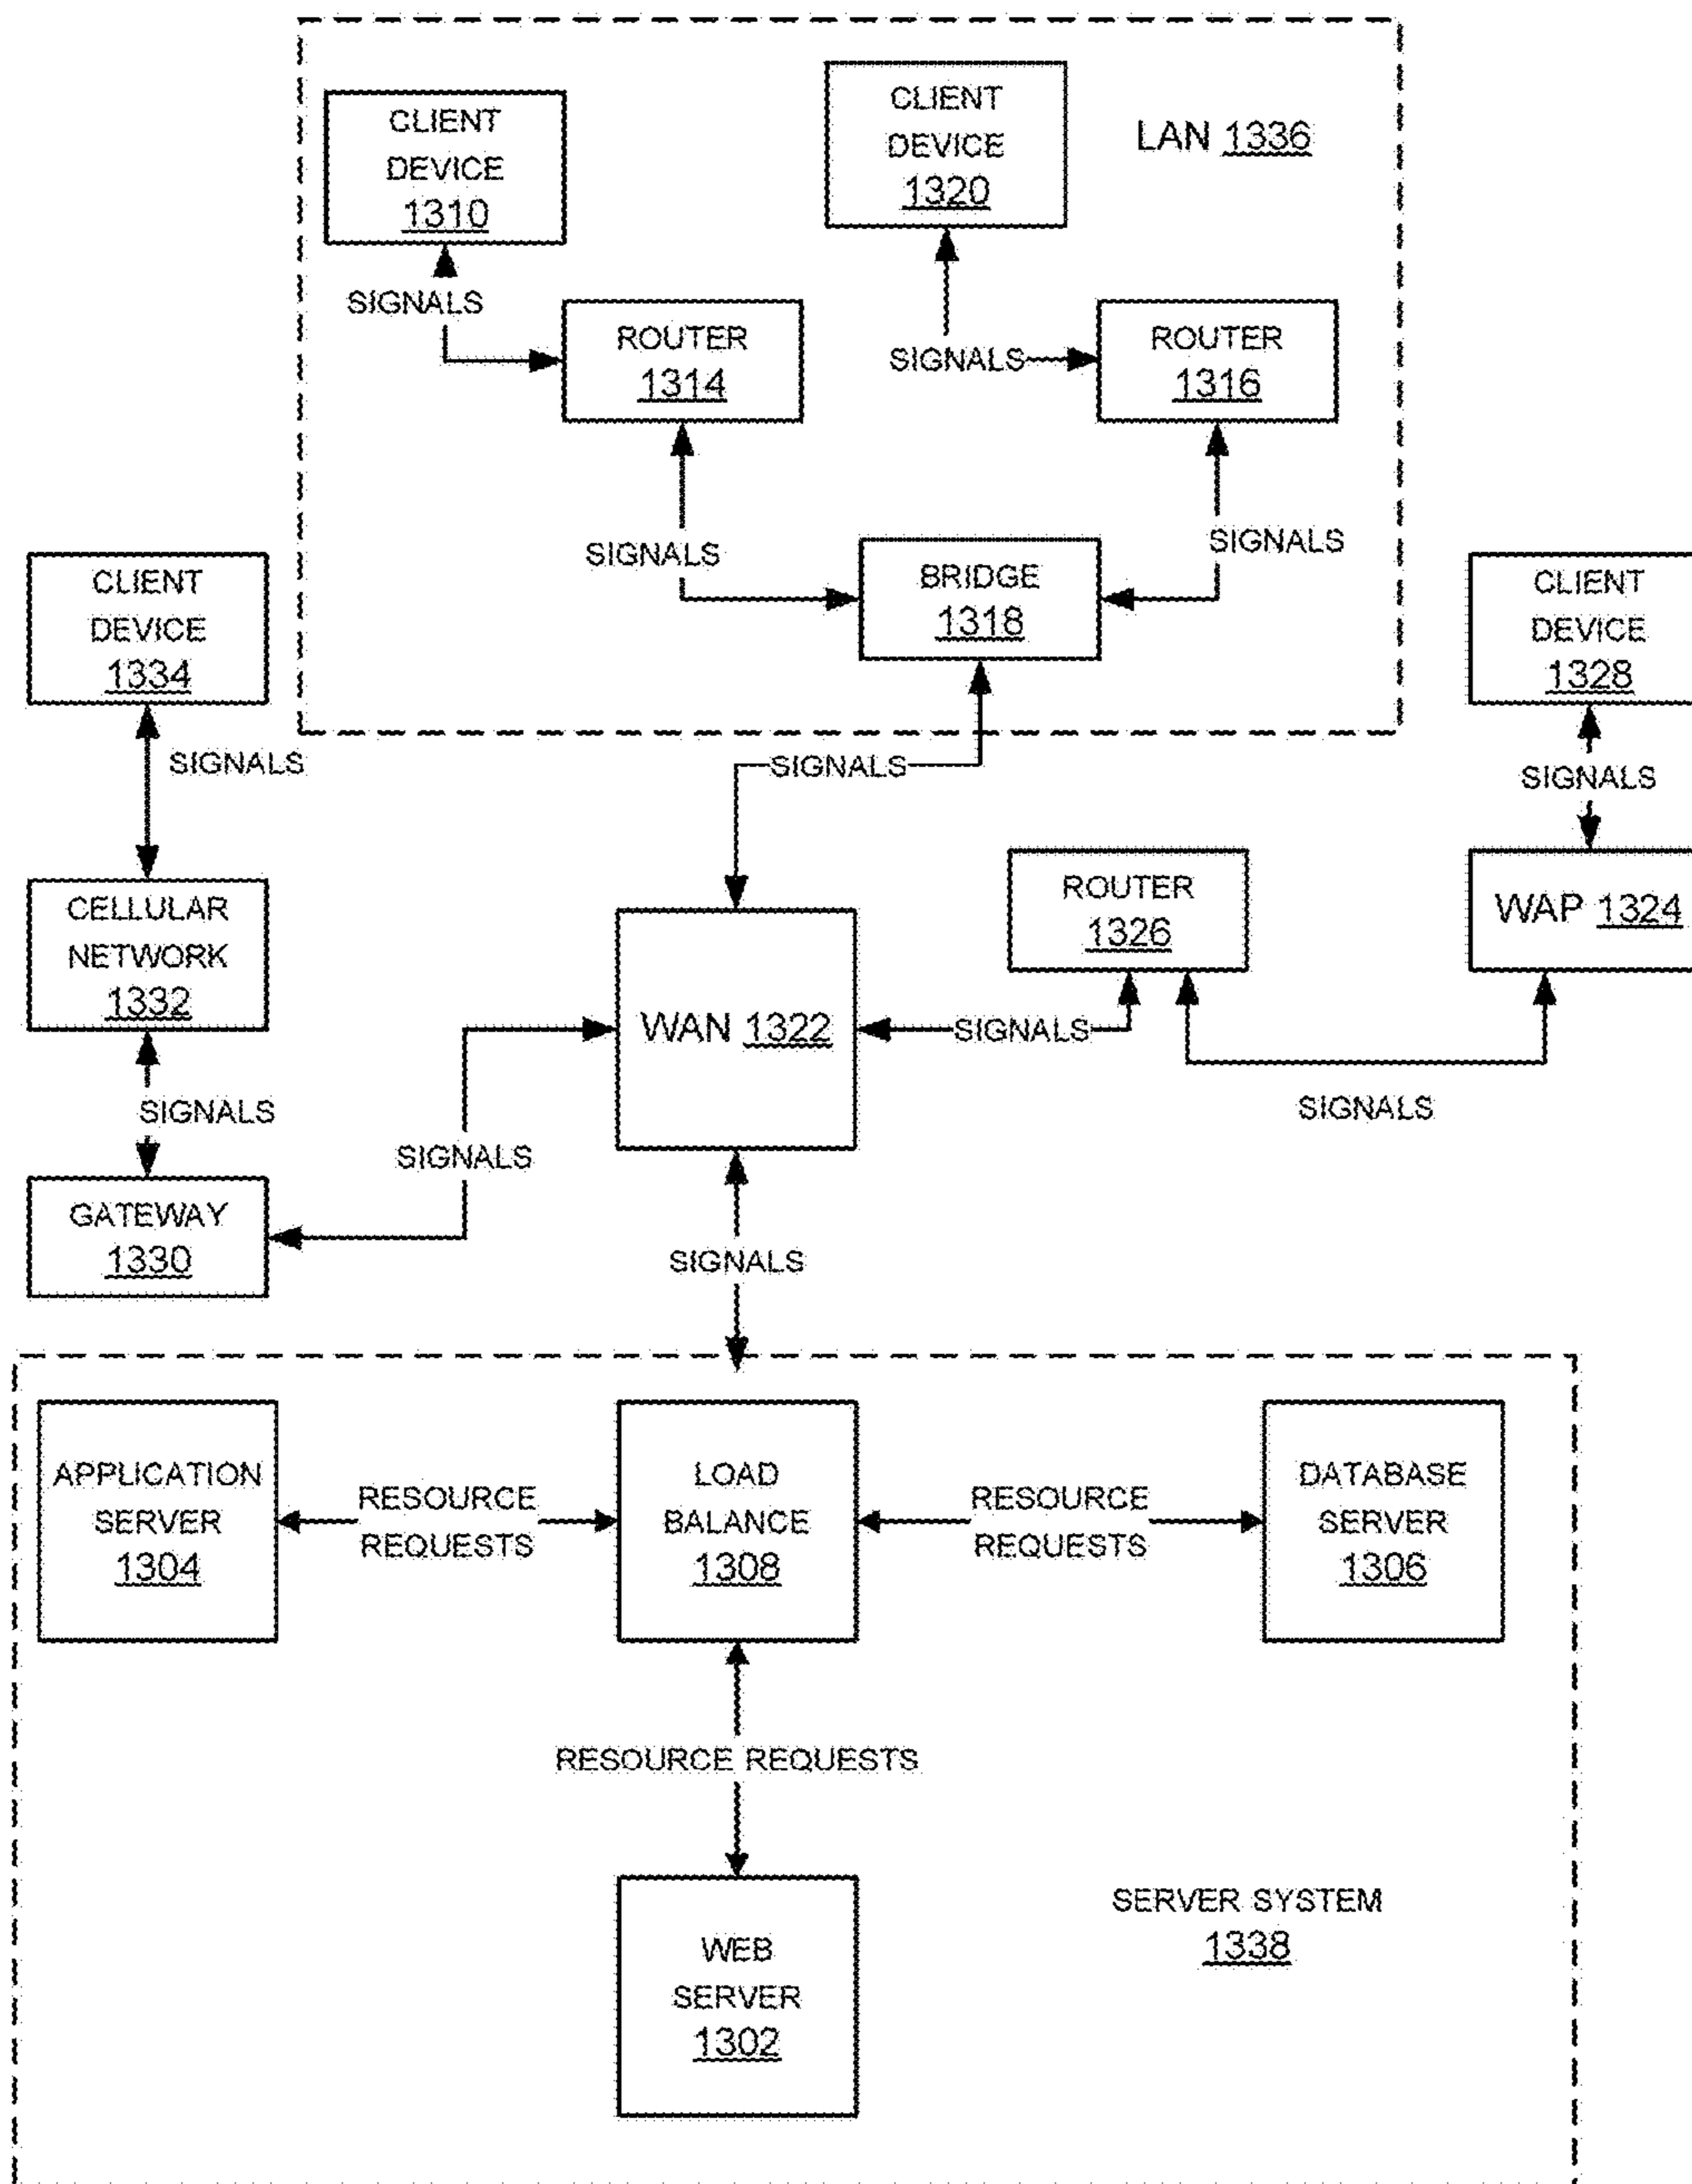 CLIENT
DEVICE
1310
CLIENT
DEVICE
1320
LAN 1336
SIGNALS
ROUTER
1314
SIGNALS
ROUTER
1316
SIGNALS
SIGNALS
BRIDGE
1318
CLIENT
DEVICE
1334
CLIENT
DEVICE
1328
SIGNALS
SIGNALS
SIGNALS
CELLULAR
NETWORK
1332
ROUTER
1326
WAP 1324
WAN 1322
SIGNALS
SIGNALS
SIGNALS
SIGNALS
GATEWAY
1330
SIGNALS
APPLICATION
SERVER
1304
RESOURCE
REQUESTS
LOAD
BALANCE
1308
RESOURCE
REQUESTS
DATABASE
SERVER
1306
RESOURCE REQUESTS
WEB
SERVER
1302
SERVER SYSTEM
1338